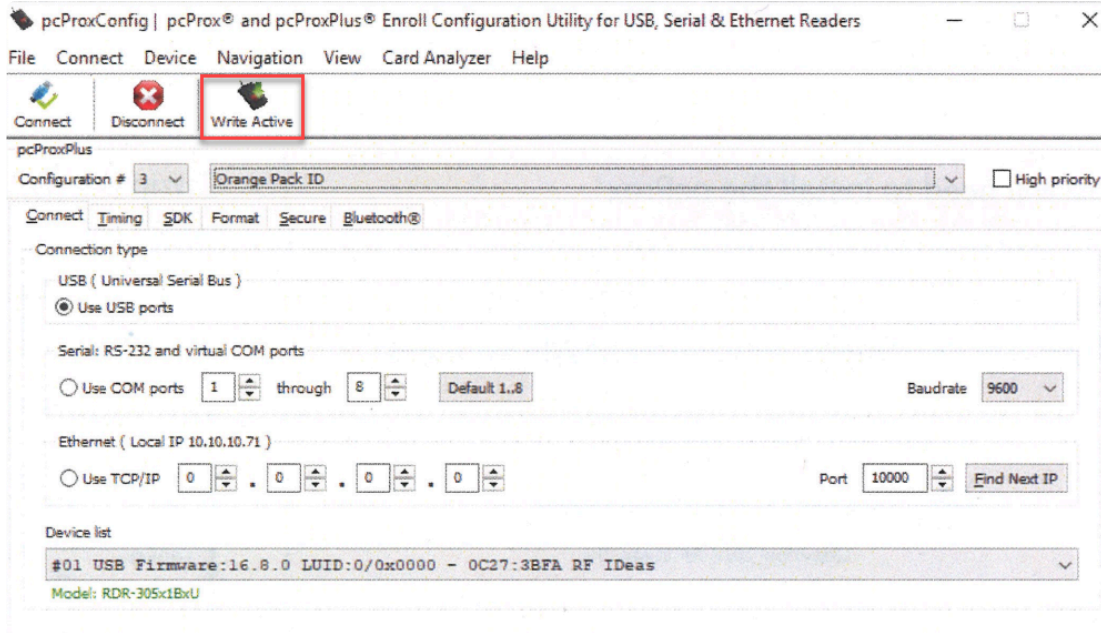 pcProxConfig | pcProx® and pcProxPlus® Enroll Configuration Utility for USB, Serial & Ethernet Readers
File Connect Device Navigation View Card Analyzer Help
Connect Disconnect Write Active
pcProxPlus
Configuration # 3 Orange Pack ID High priority
Connect Timing SDK Format Secure Bluetooth®
Connection type
USB ( Universal Serial Bus )
Use USB ports
Serial: RS-232 and virtual COM ports
Use COM ports 1 through 8 Default 1..8 Baudrate 9600
Ethernet ( Local IP 10.10.10.71 )
Use TCP/IP 0 . 0 . 0 . 0 Port 10000 Find Next IP
Device list
#01 USB Firmware:16.8.0 LUID:0/0x0000 - 0C27:3BFA RF IDeas
Model: RDR-305x1BxU